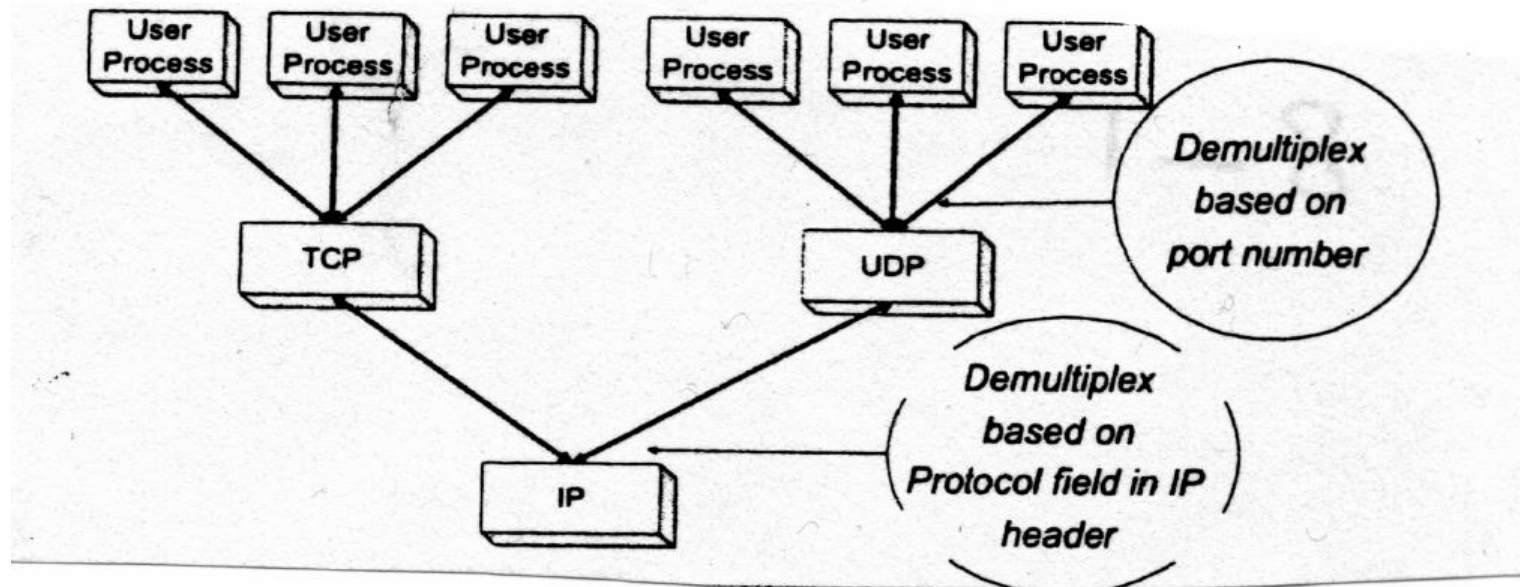 User
Process
User
Process
User
Process
User
Process
User
Process
User
Process
Demultiplex
based on
port number
TCP
UDP
Demultiplex
based on
Protocol field in IP
header
IP